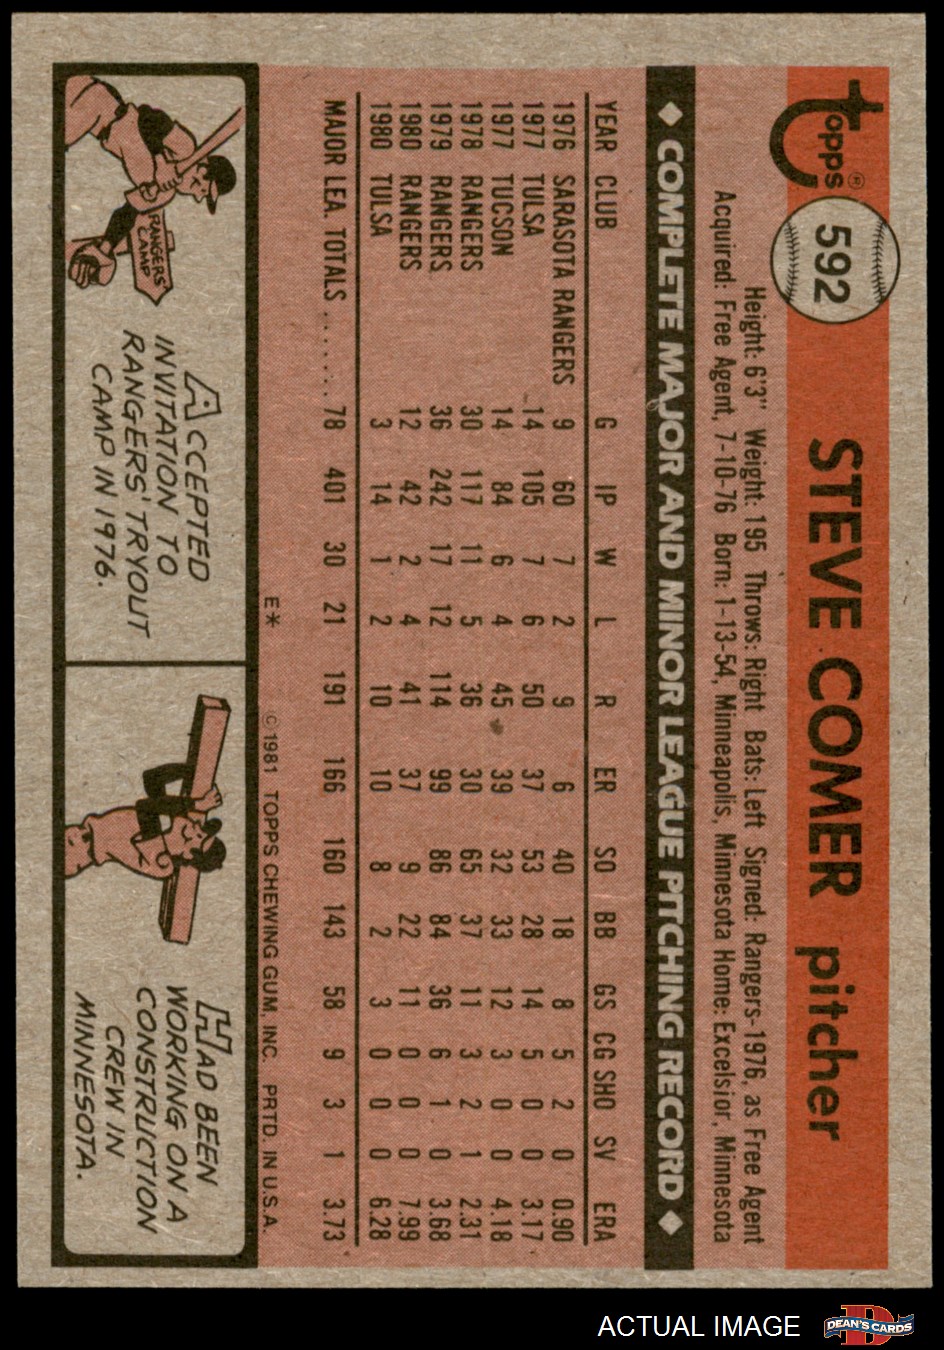 Topps®
592
STEVE COMER pitcher
Height: 6'3" Weight: 195 Throws: Right Bats: Left Signed: Rangers-1976, as Free Agent
Acquired: Free Agent, 7-10-76 Born: 1-13-54, Minneapolis, Minnesota Home: Excelsior, Minnesota
◆ COMPLETE MAJOR AND MINOR LEAGUE PITCHING RECORD ◆
YEAR CLUB G IP W L R ER SO BB GS CG SHO SV ERA
1976 SARASOTA RANGERS 9 60 7 2 9 6 40 18 8 5 2 0 0.90
1977 TULSA 14 105 7 6 50 37 53 28 14 5 0 0 3.17
1977 TUCSON 14 84 6 4 45 39 32 33 12 3 0 0 4.18
1978 RANGERS 30 117 11 5 36 30 65 37 11 3 2 1 2.31
1979 RANGERS 36 242 17 12 114 99 86 84 36 6 1 0 3.68
1980 RANGERS 12 42 2 4 41 37 9 22 11 0 0 0 7.99
1980 TULSA 3 14 1 2 10 10 8 2 3 0 0 0 6.28
MAJOR LEA. TOTALS ....... 78 401 30 21 191 166 160 143 58 9 3 1 3.73
E* © 1981 TOPPS CHEWING GUM, INC. PRTD. IN U.S.A.
RANGERS'
CAMP
ACCEPTED
INVITATION TO
RANGERS' TRYOUT
CAMP IN 1976.
HAD BEEN
WORKING ON A
CONSTRUCTION
CREW IN
MINNESOTA.
ACTUAL IMAGE
DEAN'S CARDS